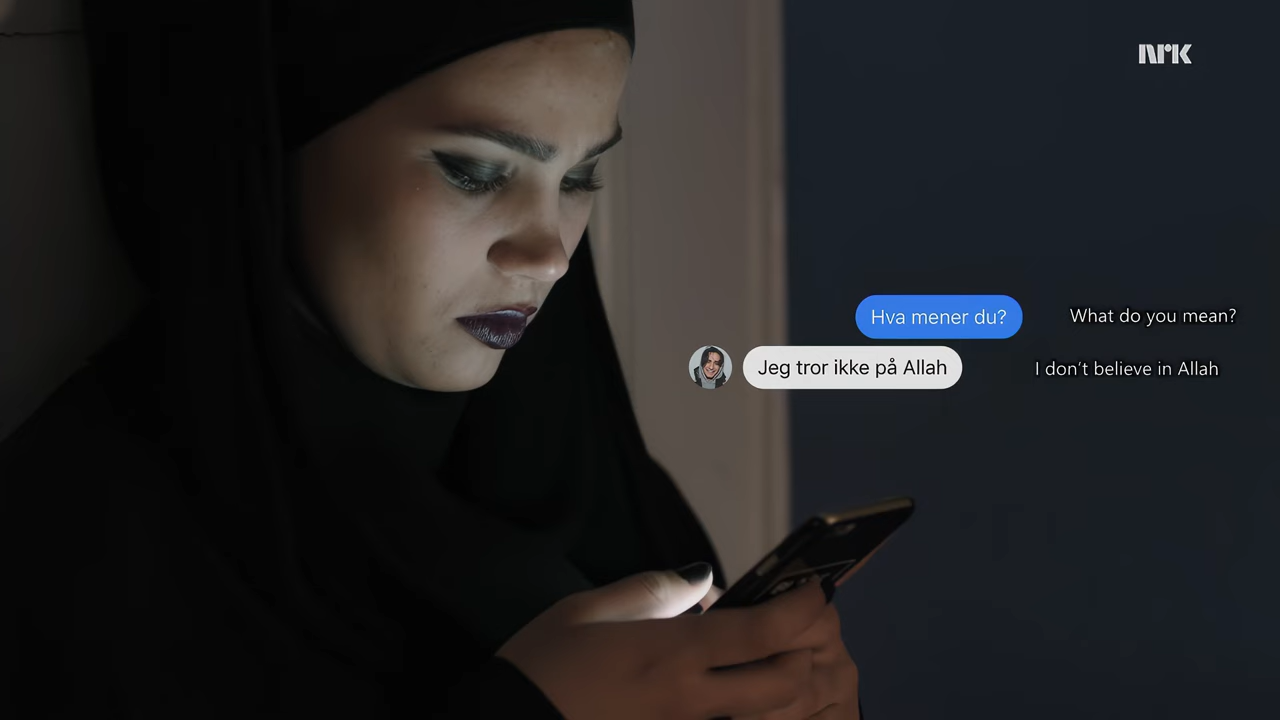 NRK
Hva mener du? What do you mean?
Jeg tror ikke på Allah I don't believe in Allah